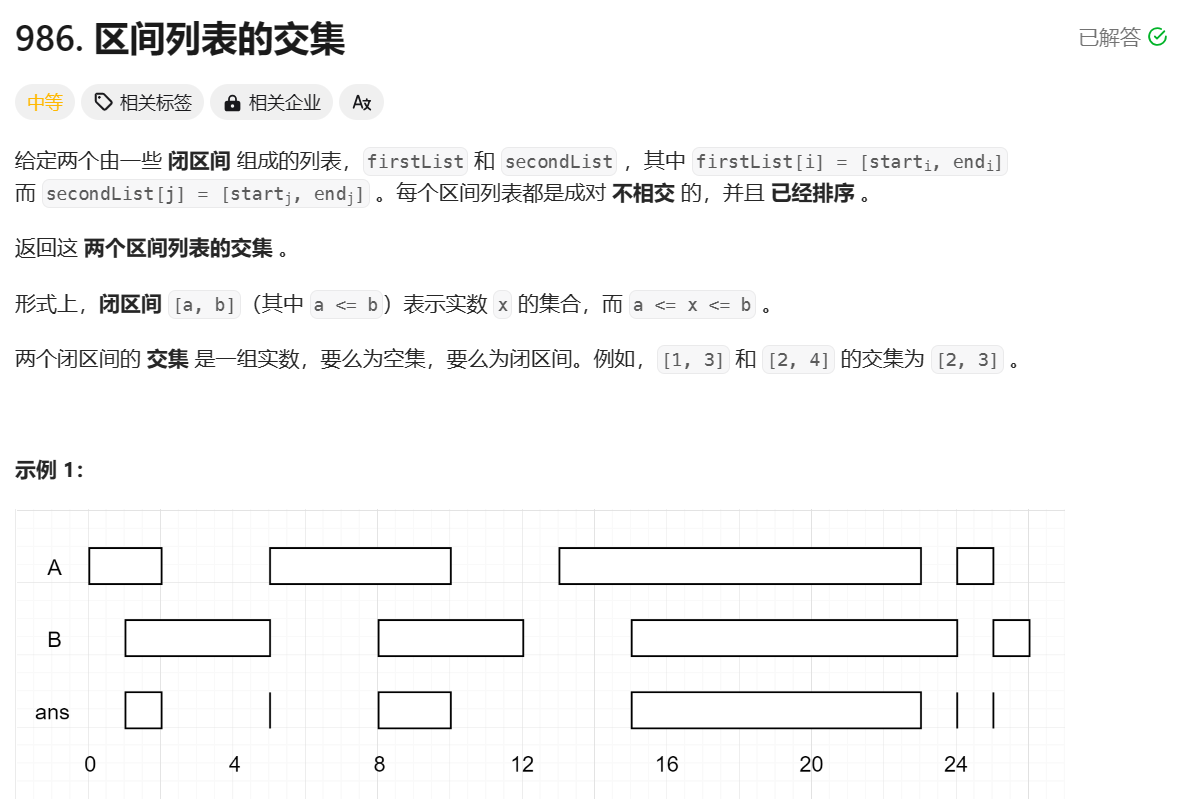 986. 区间列表的交集
已解答
中等 相关标签 相关企业 Ax
给定两个由一些 闭区间 组成的列表，firstList 和 secondList ，其中 firstList[i] = [starti, endi]
而 secondList[j] = [startj, endj] 。每个区间列表都是成对 不相交 的，并且 已经排序 。
返回这 两个区间列表的交集 。
形式上，闭区间 [a, b]（其中 a <= b）表示实数 x 的集合，而 a <= x <= b 。
两个闭区间的 交集 是一组实数，要么为空集，要么为闭区间。例如，[1, 3] 和 [2, 4] 的交集为 [2, 3] 。
示例 1：
A
B
ans
0 4 8 12 16 20 24